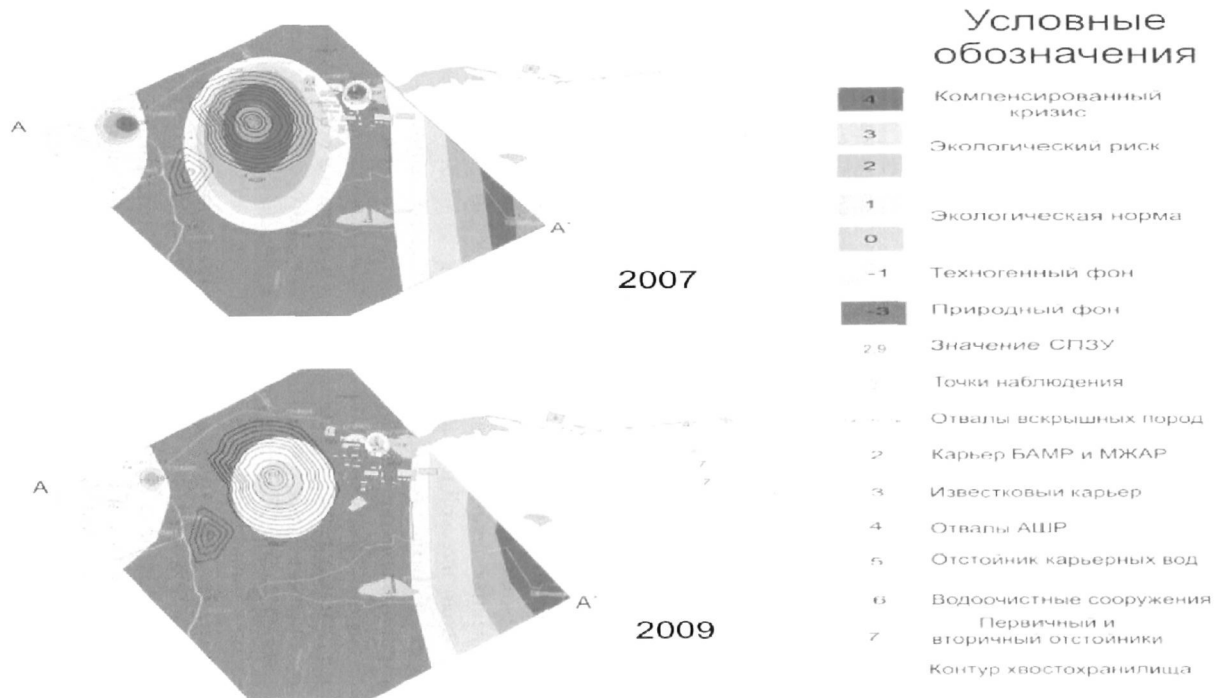 Условные
обозначения
4 Компенсированный
кризис
3
Экологический риск
2
1
Экологическая норма
0
-1 Техногенный фон
-3 Природный фон
2,9 Значение СПЗУ
Точки наблюдения
Отвалы вскрышных пород
2 Карьер БАМР и МЖАР
3 Известковый карьер
4 Отвалы АШР
5 Отстойник карьерных вод
6 Водоочистные сооружения
Первичный и
7 вторичный отстойники
Контур хвостохранилища
А
А'
2007
А
7
7
А'
2009